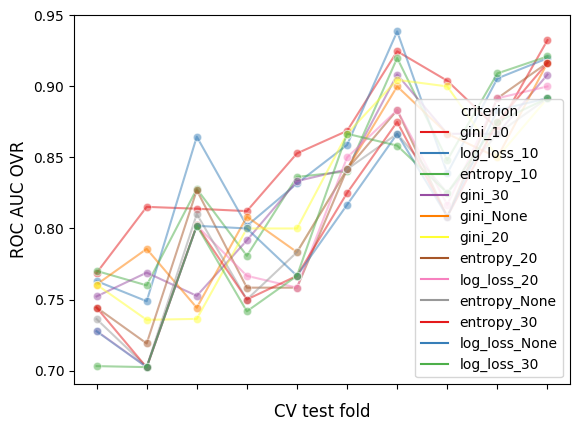 0.95
0.90
0.85
0.80
0.75
0.70
ROC AUC OVR
CV test fold
criterion
gini_10
log_loss_10
entropy_10
gini_30
gini_None
gini_20
entropy_20
log_loss_20
entropy_None
entropy_30
log_loss_None
log_loss_30